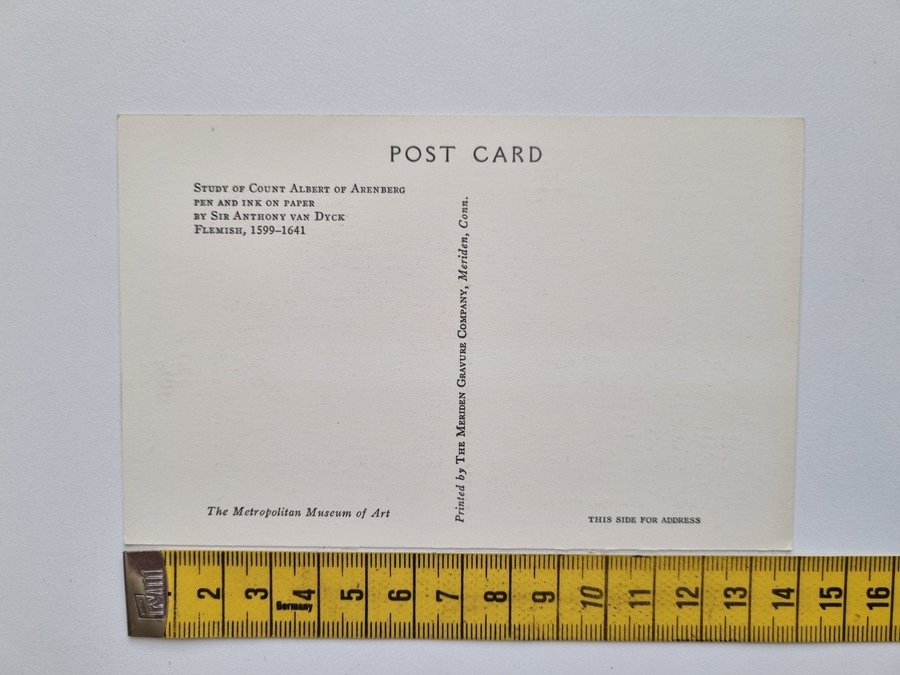 POST CARD
STUDY OF COUNT ALBERT OF ARENBERG
PEN AND INK ON PAPER
BY SIR ANTHONY VAN DYCK
FLEMISH, 1599–1641
Printed by THE MERIDEN GRAVURE COMPANY, Meriden, Conn.
The Metropolitan Museum of Art
THIS SIDE FOR ADDRESS
2 3 4 5 6 7 8 9 10 11 12 13 14 15 16
Germany